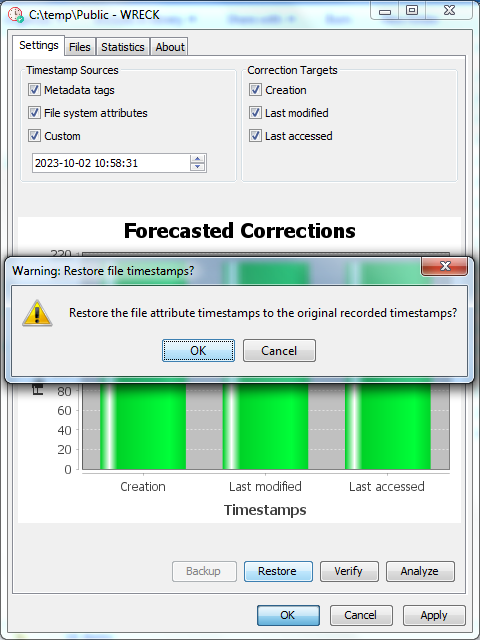 C:\temp\Public - WRECK
Settings Files Statistics About
Timestamp Sources
Metadata tags
File system attributes
Custom
2023-10-02 10:58:31
Correction Targets
Creation
Last modified
Last accessed
Forecasted Corrections
220
Warning: Restore file timestamps?
Restore the file attribute timestamps to the original recorded timestamps?
OK Cancel
80
60
40
20
0
Creation Last modified Last accessed
Timestamps
Backup Restore Verify Analyze
OK Cancel Apply